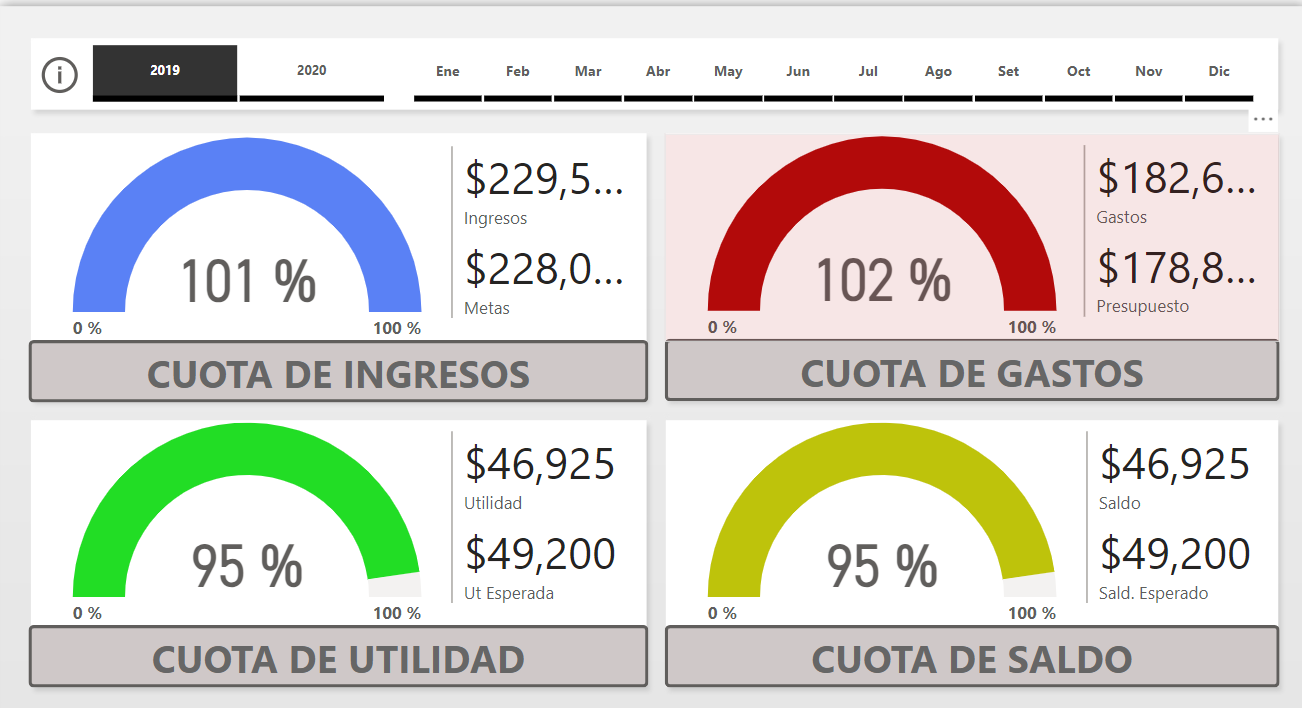 2019 2020 Ene Feb Mar Abr May Jun Jul Ago Set Oct Nov Dic
101 %
0 % 100 %
$229,5...
Ingresos
$228,0...
Metas
CUOTA DE INGRESOS
102 %
0 % 100 %
$182,6...
Gastos
$178,8...
Presupuesto
CUOTA DE GASTOS
95 %
0 % 100 %
$46,925
Utilidad
$49,200
Ut Esperada
CUOTA DE UTILIDAD
95 %
0 % 100 %
$46,925
Saldo
$49,200
Sald. Esperado
CUOTA DE SALDO